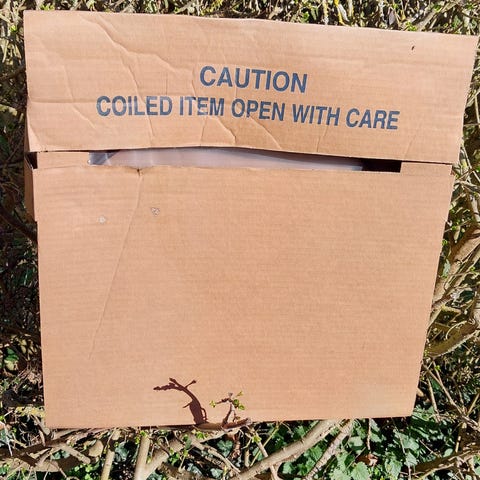 CAUTION
COILED ITEM OPEN WITH CARE